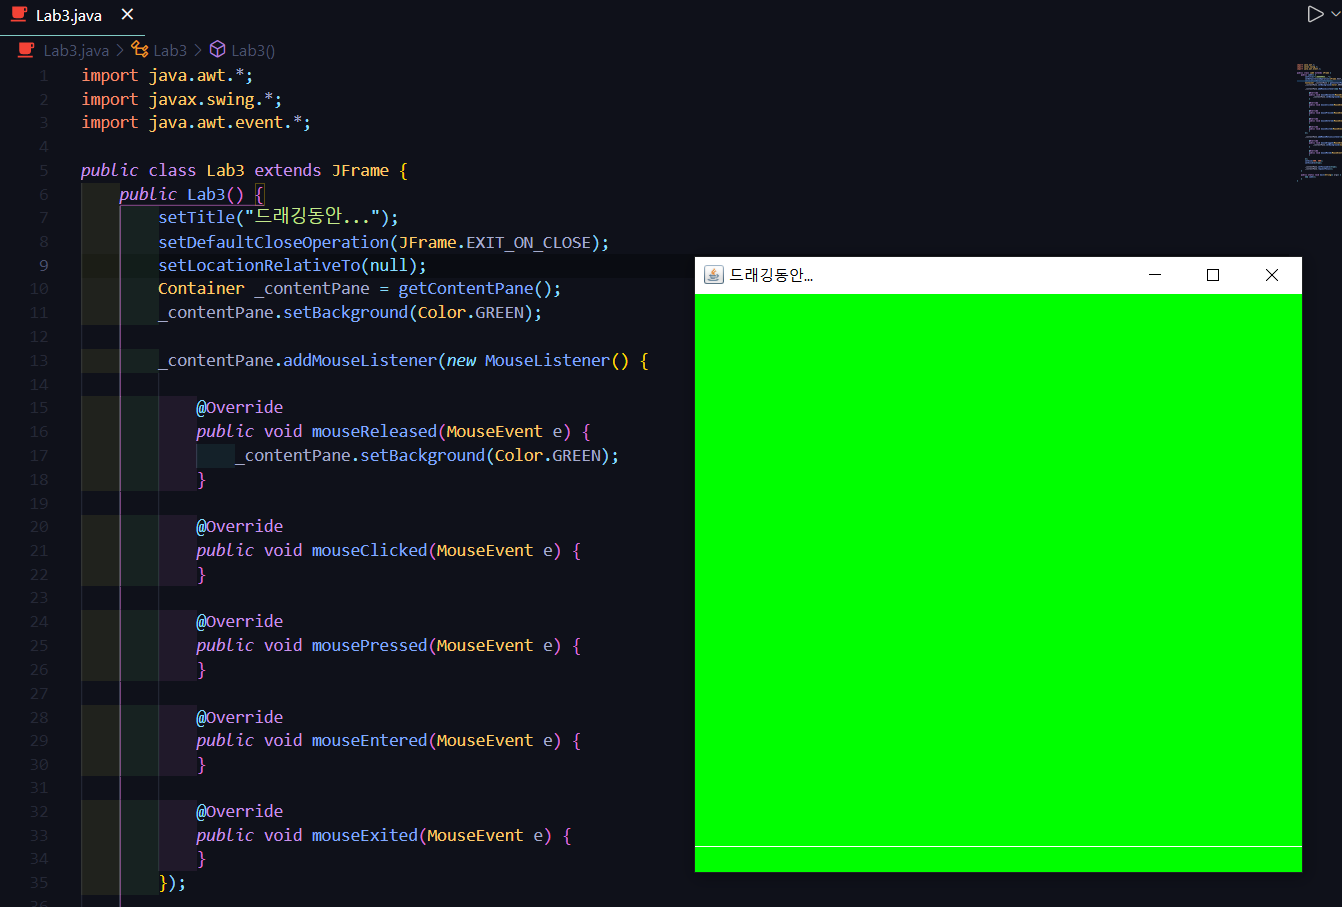 Lab3.java
Lab3.java > Lab3 > Lab3()
1 import java.awt.*;
2 import javax.swing.*;
3 import java.awt.event.*;
4
5 public class Lab3 extends JFrame {
6 public Lab3() {
7 setTitle("드래깅동안...");
8 setDefaultCloseOperation(JFrame.EXIT_ON_CLOSE);
9 setLocationRelativeTo(null);
10 Container _contentPane = getContentPane();
11 _contentPane.setBackground(Color.GREEN);
12
13 _contentPane.addMouseListener(new MouseListener() {
14
15 @Override
16 public void mouseReleased(MouseEvent e) {
17 _contentPane.setBackground(Color.GREEN);
18 }
19
20 @Override
21 public void mouseClicked(MouseEvent e) {
22 }
23
24 @Override
25 public void mousePressed(MouseEvent e) {
26 }
27
28 @Override
29 public void mouseEntered(MouseEvent e) {
30 }
31
32 @Override
33 public void mouseExited(MouseEvent e) {
34 }
35 });
드래깅동안...